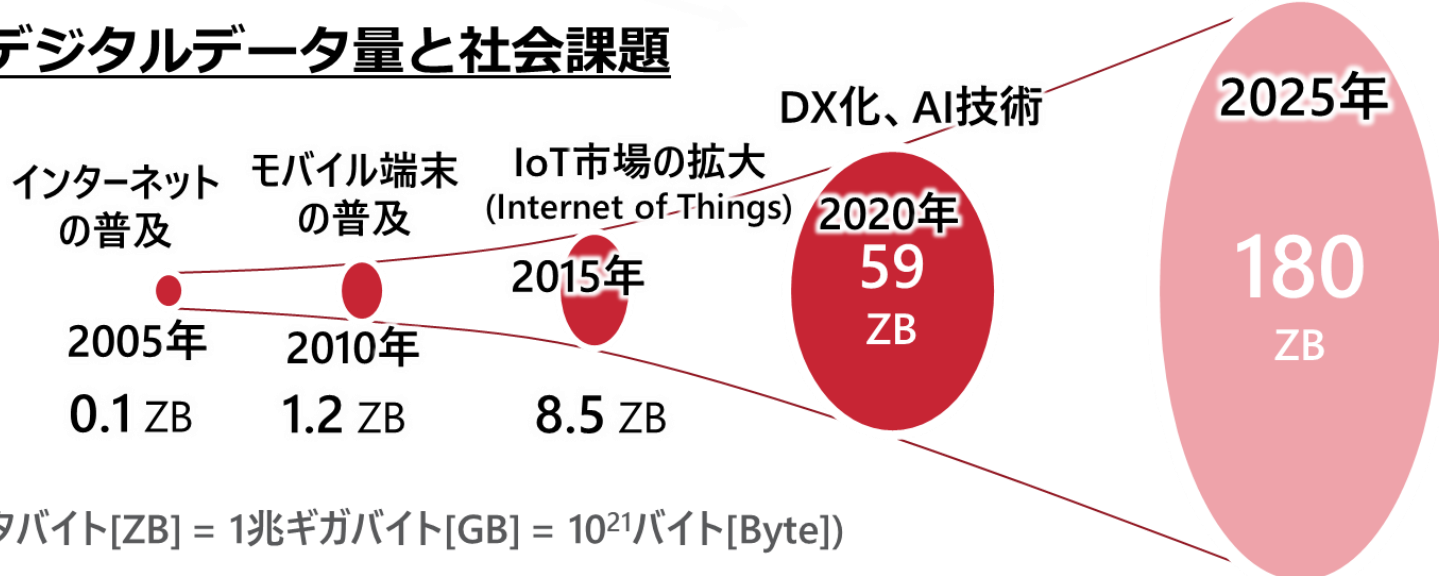 デジタルデータ量と社会課題
インターネット
の普及
2005年
0.1 ZB
モバイル端末
の普及
2010年
1.2 ZB
IoT市場の拡大
(Internet of Things)
2015年
8.5 ZB
DX化、AI技術
2020年
59
ZB
2025年
180
ZB
タバイト[ZB] = 1兆ギガバイト[GB] = 10²¹バイト[Byte])